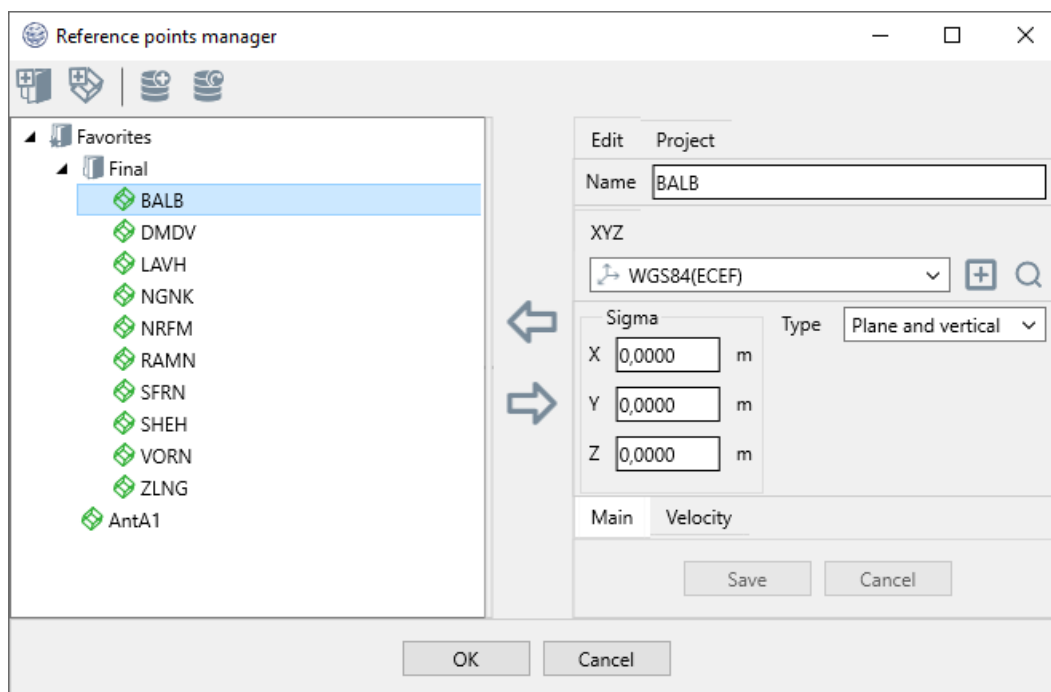 Reference points manager
Favorites
Final
BALB
DMDV
LAVH
NGNK
NRFM
RAMN
SFRN
SHEH
VORN
ZLNG
AntA1
Edit Project
Name BALB
XYZ
WGS84(ECEF)
Sigma
Type Plane and vertical
X 0,0000 m
Y 0,0000 m
Z 0,0000 m
Main Velocity
Save Cancel
OK Cancel